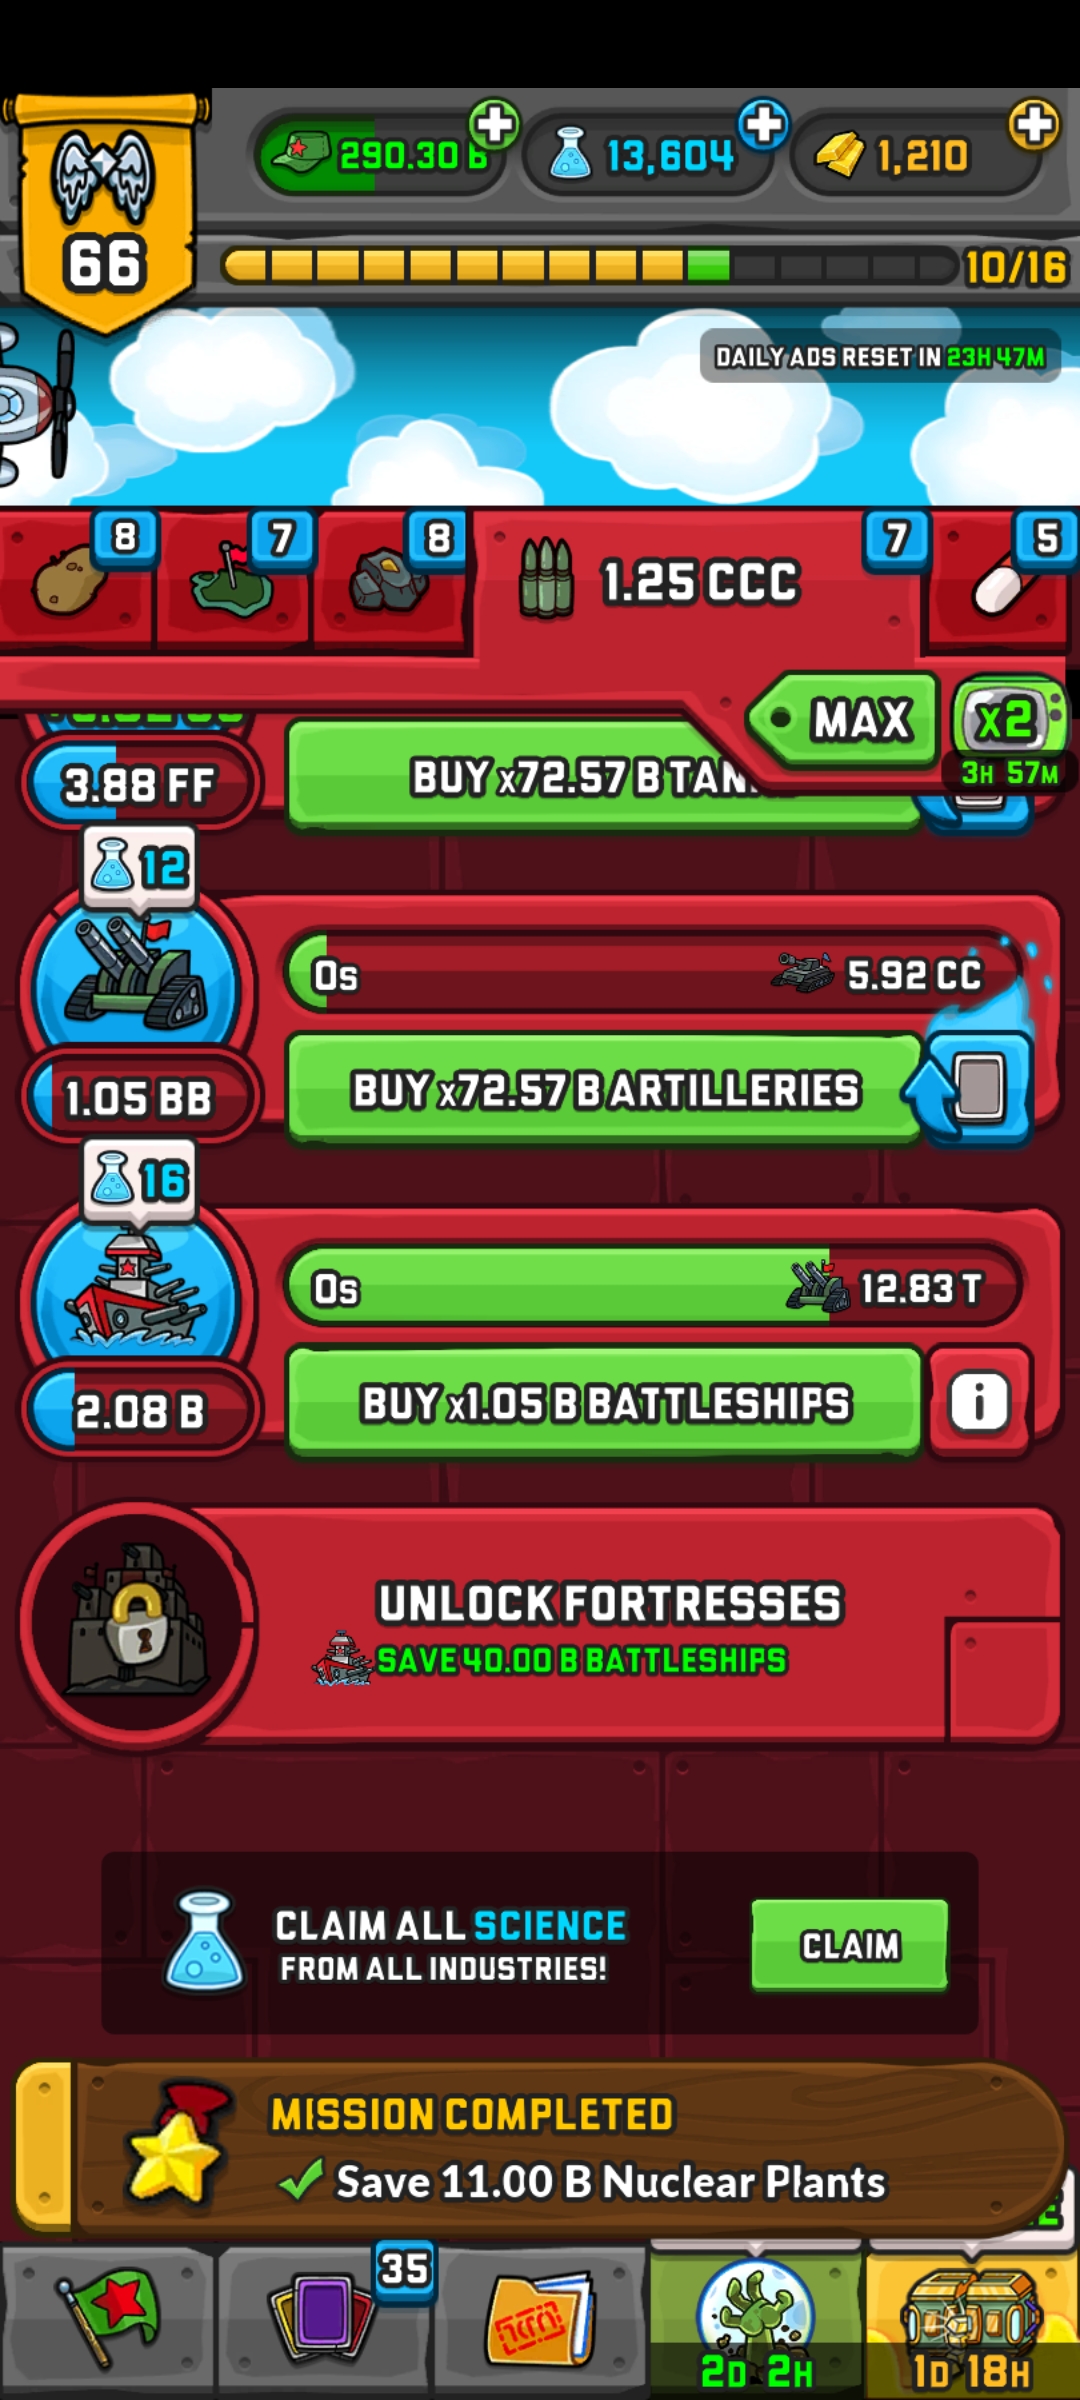 290.30 B
13,604
1,210
66
10/16
DAILY ADS RESET IN 23H 47M
8
7
8
1.25 CCC
7
5
MAX
x2
3H 57M
3.88 FF
BUY x72.57 B TAN
12
0s
5.92 CC
1.05 BB
BUY x72.57 B ARTILLERIES
16
0s
12.83 T
2.08 B
BUY x1.05 B BATTLESHIPS
i
UNLOCK FORTRESSES
SAVE 40.00 B BATTLESHIPS
CLAIM ALL SCIENCE
FROM ALL INDUSTRIES!
CLAIM
MISSION COMPLETED
Save 11.00 B Nuclear Plants
35
2D 2H
1D 18H